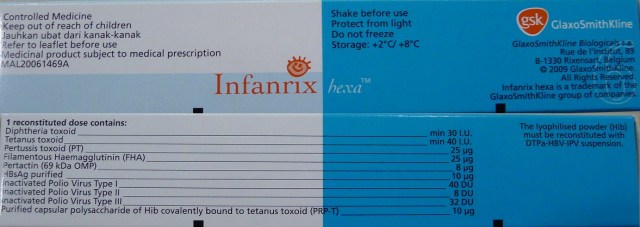 Controlled Medicine
Keep out of reach of children
Jauhkan ubat dari kanak-kanak
Refer to leaflet before use
Medicinal product subject to medical prescription
MAL20061469A
Shake before use
Protect from light
Do not freeze
Storage: +2°C/ +8°C
gsk GlaxoSmithKline
GlaxoSmithKline Biologicals s.a.
Rue de l'Institut, 89
B-1330 Rixensart, Belgium
© 2009 GlaxoSmithKline.
All Rights Reserved.
Infanrix hexa is a trademark of the
GlaxoSmithKline group of companies.
Infanrix hexa™
1 reconstituted dose contains:
Diphtheria toxoid min 30 I.U.
Tetanus toxoid min 40 I.U.
Pertussis toxoid (PT) 25 µg
Filamentous Haemagglutinin (FHA) 25 µg
Pertactin (69 kDa OMP) 8 µg
HBsAg purified 10 µg
Inactivated Polio Virus Type I 40 DU
Inactivated Polio Virus Type II 8 DU
Inactivated Polio Virus Type III 32 DU
Purified capsular polysaccharide of Hib covalently bound to tetanus toxoid (PRP-T) 10 µg
The lyophilised powder (Hib)
must be reconstituted with
DTPa-HBV-IPV suspension.